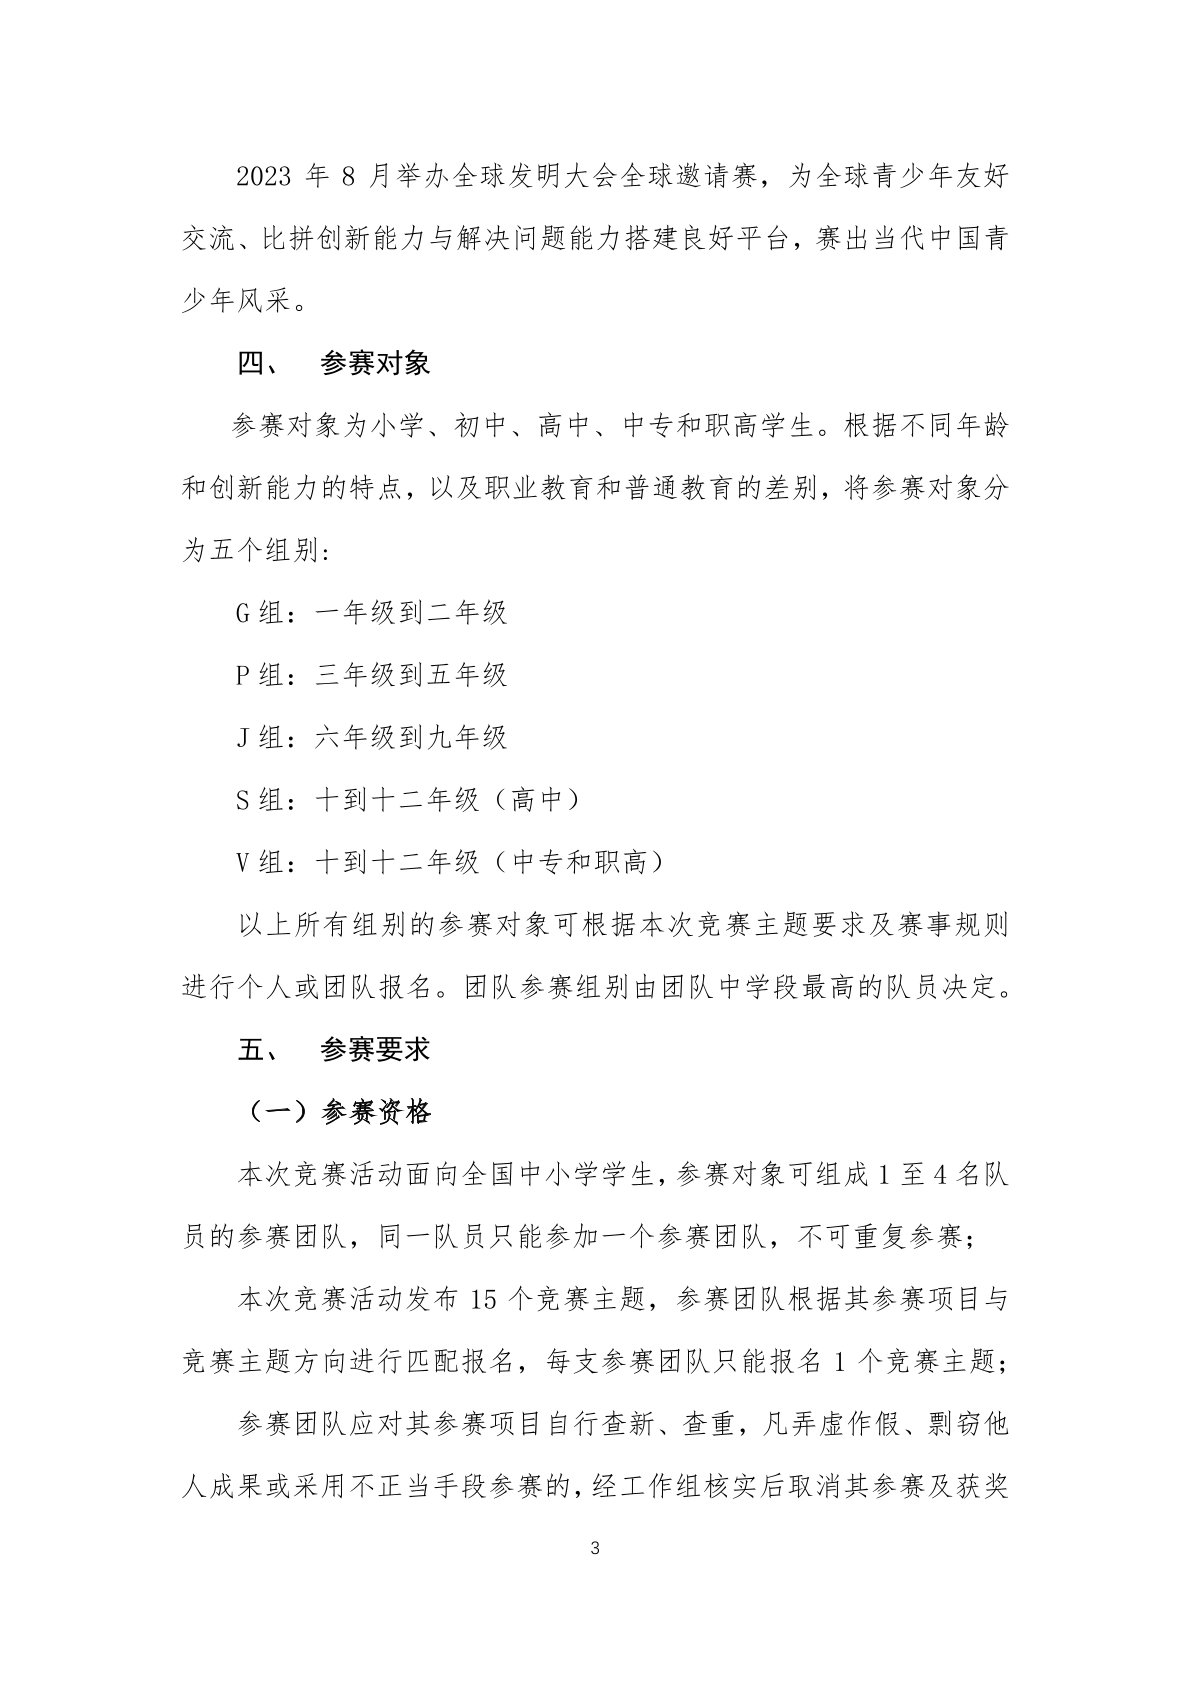 2023 年 8 月举办全球发明大会全球邀请赛，为全球青少年友好
交流、比拼创新能力与解决问题能力搭建良好平台，赛出当代中国青
少年风采。
四、 参赛对象
参赛对象为小学、初中、高中、中专和职高学生。根据不同年龄
和创新能力的特点，以及职业教育和普通教育的差别，将参赛对象分
为五个组别：
G 组：一年级到二年级
P 组：三年级到五年级
J 组：六年级到九年级
S 组：十到十二年级（高中）
V 组：十到十二年级（中专和职高）
以上所有组别的参赛对象可根据本次竞赛主题要求及赛事规则
进行个人或团队报名。团队参赛组别由团队中学段最高的队员决定。
五、 参赛要求
（一）参赛资格
本次竞赛活动面向全国中小学学生，参赛对象可组成 1 至 4 名队
员的参赛团队，同一队员只能参加一个参赛团队，不可重复参赛；
本次竞赛活动发布 15 个竞赛主题，参赛团队根据其参赛项目与
竞赛主题方向进行匹配报名，每支参赛团队只能报名 1 个竞赛主题；
参赛团队应对其参赛项目自行查新、查重，凡弄虚作假、剽窃他
人成果或采用不正当手段参赛的，经工作组核实后取消其参赛及获奖
3